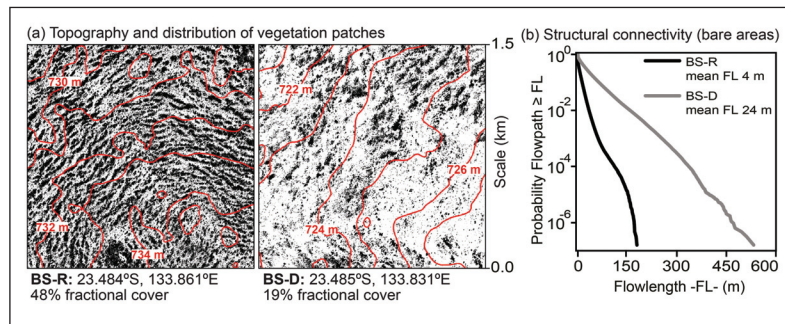 (a) Topography and distribution of vegetation patches
730 m
732 m
734 m
722 m
724 m
726 m
1.5
Scale (km)
0.0
BS-R: 23.484ºS, 133.861ºE
48% fractional cover
BS-D: 23.485ºS, 133.831ºE
19% fractional cover
(b) Structural connectivity (bare areas)
Probability Flowpath ≥ FL
10⁰
10⁻²
10⁻⁴
10⁻⁶
BS-R
mean FL 4 m
BS-D
mean FL 24 m
0 150 300 450 600
Flowlength -FL- (m)